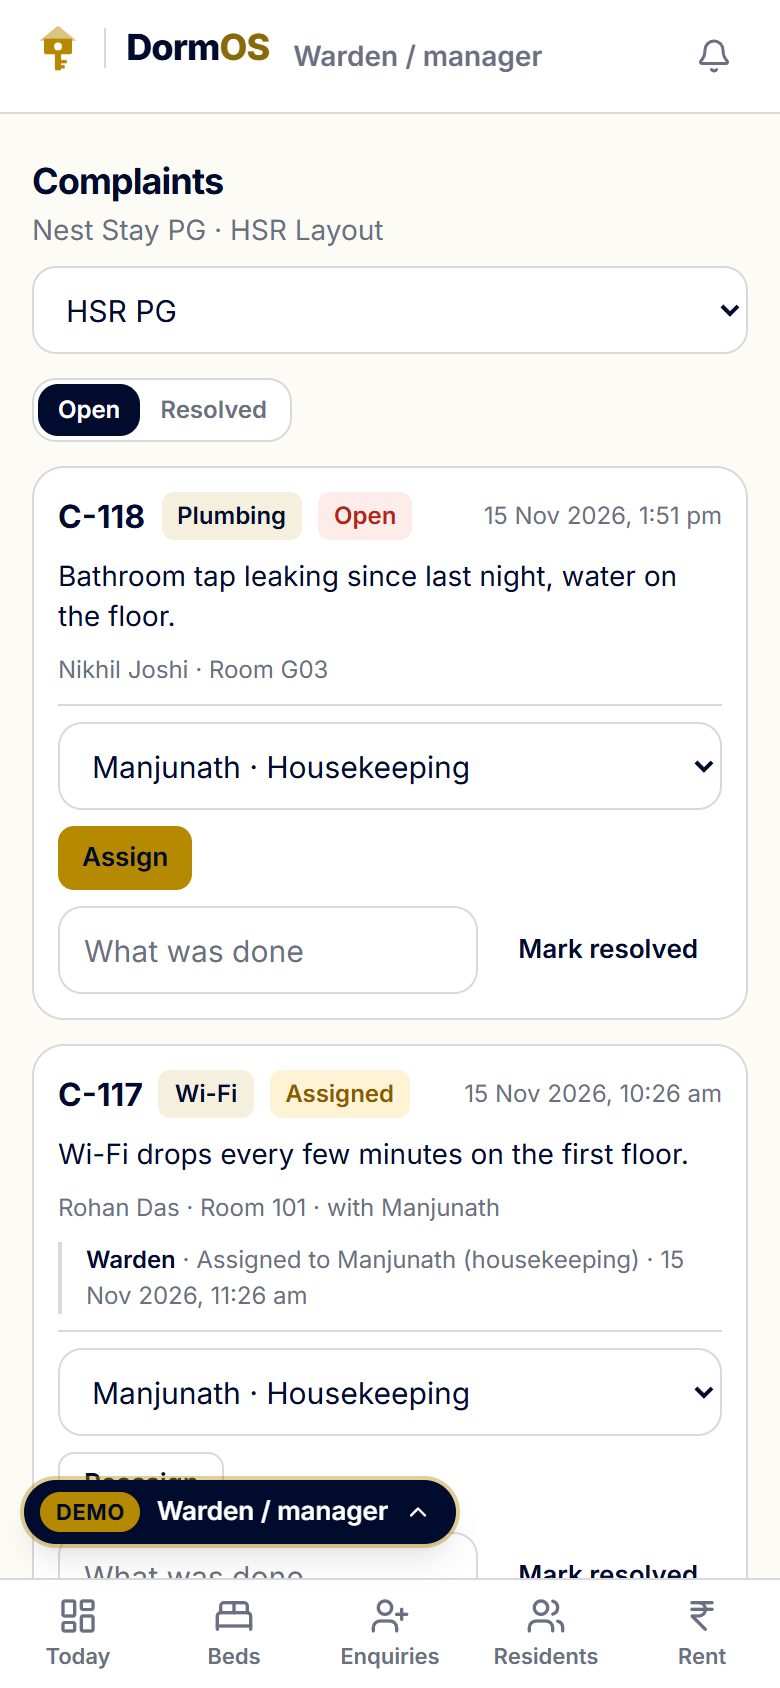 DormOS
Warden / manager
Complaints
Nest Stay PG · HSR Layout
HSR PG
Open
Resolved
C-118 Plumbing Open 15 Nov 2026, 1:51 pm
Bathroom tap leaking since last night, water on
the floor.
Nikhil Joshi · Room G03
Manjunath · Housekeeping
Assign
What was done
Mark resolved
C-117 Wi-Fi Assigned 15 Nov 2026, 10:26 am
Wi-Fi drops every few minutes on the first floor.
Rohan Das · Room 101 · with Manjunath
Warden · Assigned to Manjunath (housekeeping) · 15
Nov 2026, 11:26 am
Manjunath · Housekeeping
Reassign
DEMO Warden / manager
What was done
Mark resolved
Today
Beds
Enquiries
Residents
Rent